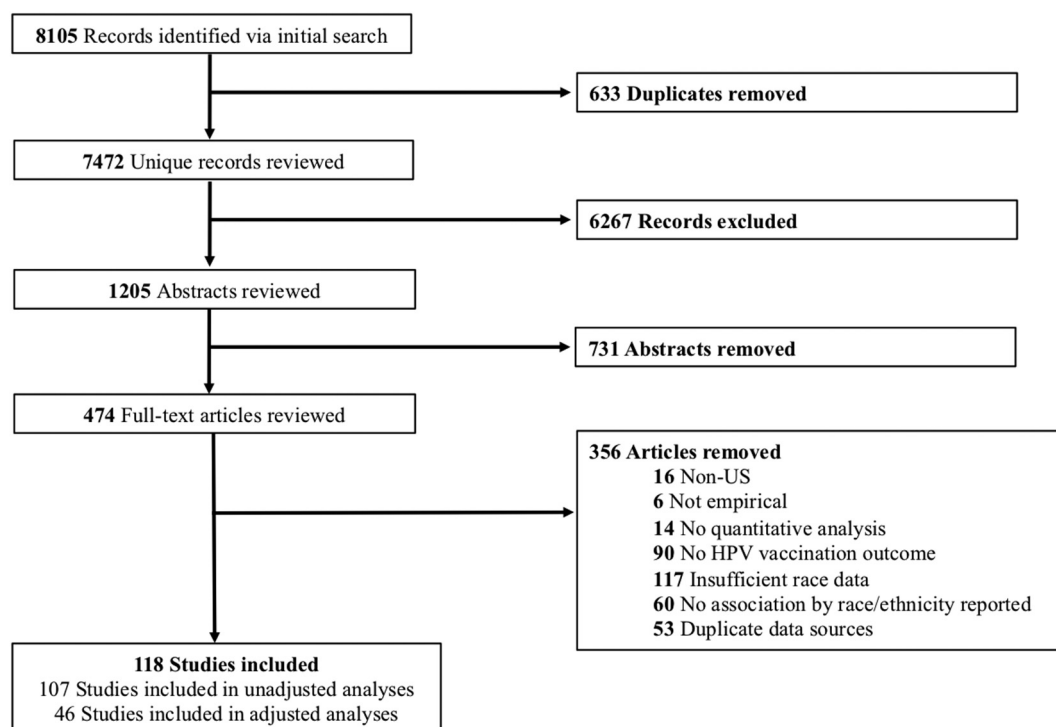 8105 Records identified via initial search
633 Duplicates removed
7472 Unique records reviewed
6267 Records excluded
1205 Abstracts reviewed
731 Abstracts removed
474 Full-text articles reviewed
356 Articles removed
16 Non-US
6 Not empirical
14 No quantitative analysis
90 No HPV vaccination outcome
117 Insufficient race data
60 No association by race/ethnicity reported
53 Duplicate data sources
118 Studies included
107 Studies included in unadjusted analyses
46 Studies included in adjusted analyses